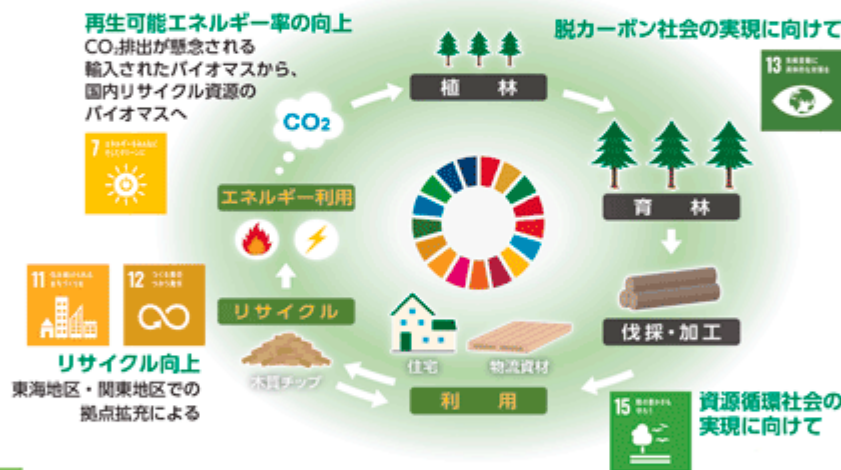 再生可能エネルギー率の向上
CO₂排出が懸念される
輸入されたバイオマスから、
国内リサイクル資源の
バイオマスへ
脱カーボン社会の実現に向けて
植 林
13
7
CO₂
エネルギー利用
育 林
11
12
リサイクル
伐採・加工
リサイクル向上
東海地区・関東地区での
拠点拡充による
木質チップ
住宅
物流資材
利 用
15
資源循環社会の
実現に向けて